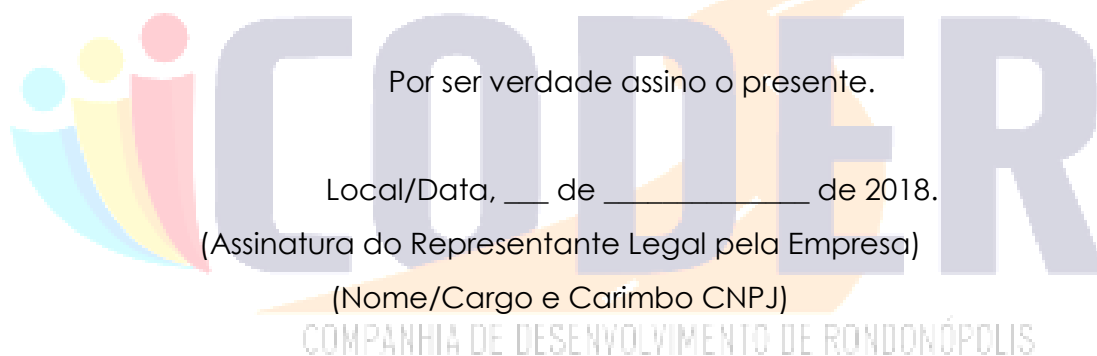 CODER
Por ser verdade assino o presente.
Local/Data, ___ de ______________ de 2018.
(Assinatura do Representante Legal pela Empresa)
(Nome/Cargo e Carimbo CNPJ)
COMPANHIA DE DESENVOLVIMENTO DE RONDONÓPOLIS